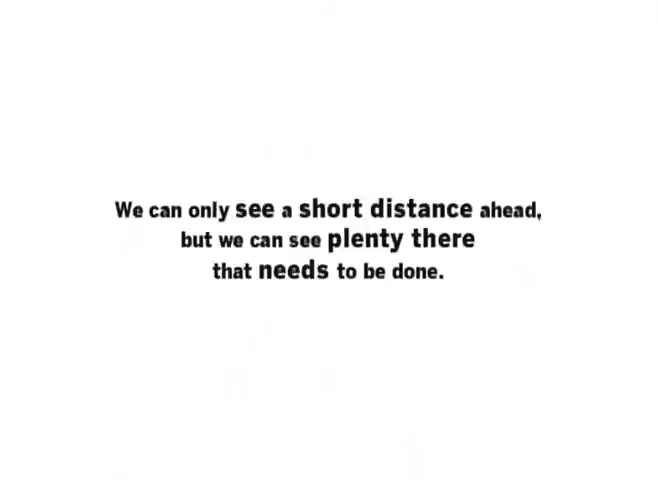 We can only see a short distance ahead,
but we can see plenty there
that needs to be done.